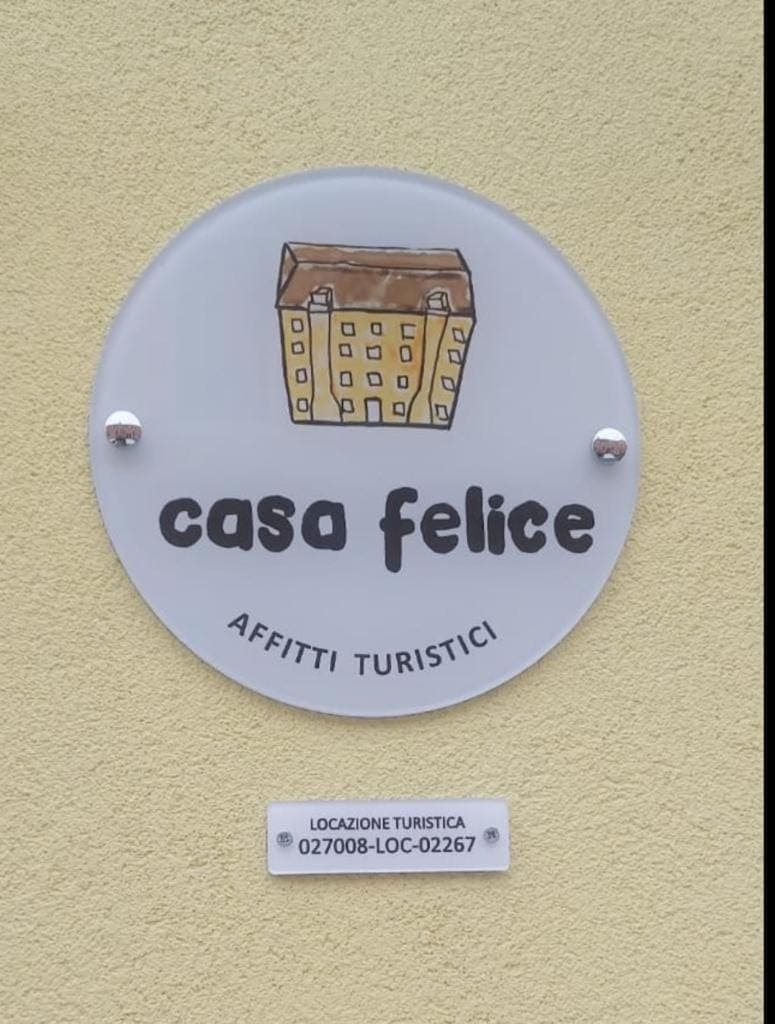 casa felice
AFFITTI TURISTICI
LOCAZIONE TURISTICA
027008-LOC-02267